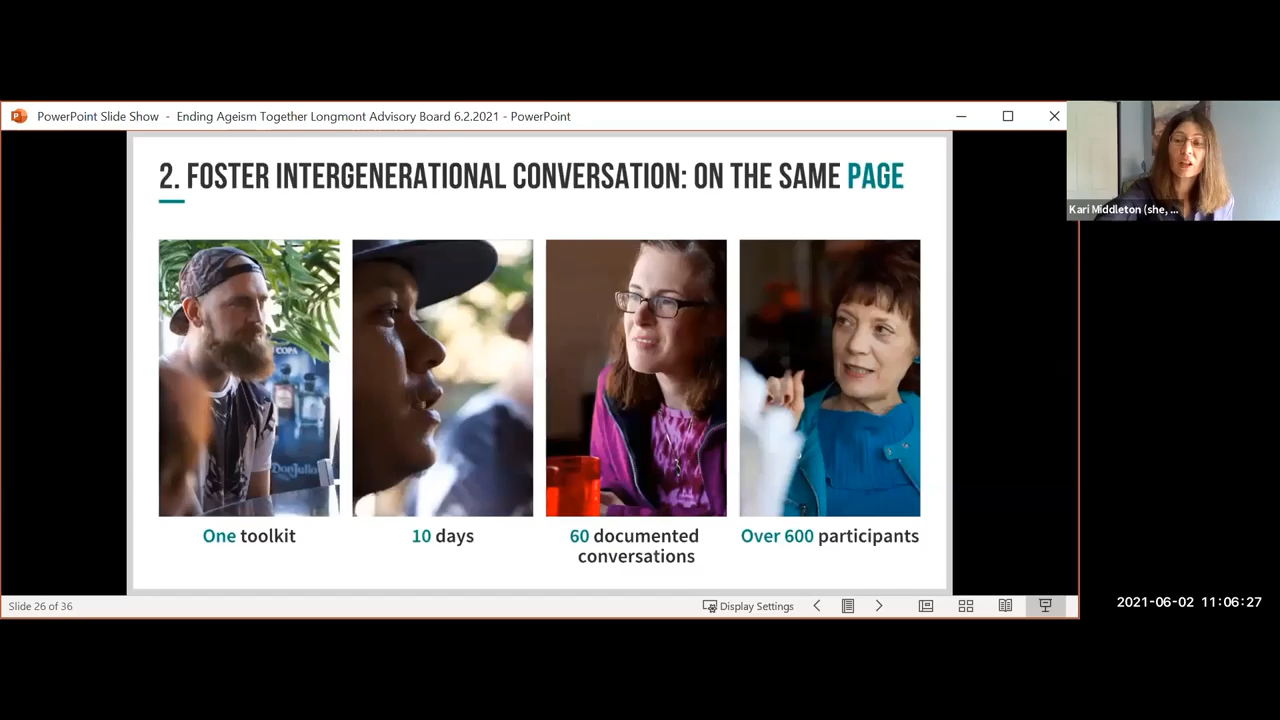 PowerPoint Slide Show - Ending Ageism Together Longmont Advisory Board 6.2.2021 - PowerPoint
2. FOSTER INTERGENERATIONAL CONVERSATION: ON THE SAME PAGE
Kari Middleton (she, ...
COPA
DonJulio
One toolkit
10 days
60 documented
conversations
Over 600 participants
Slide 26 of 36
Display Settings
2021-06-02 11:06:27